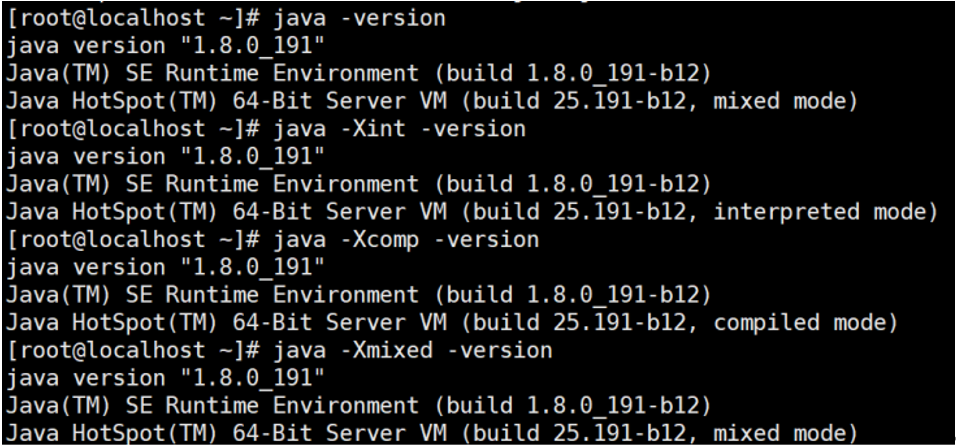 [root@localhost ~]# java -version
java version "1.8.0_191"
Java(TM) SE Runtime Environment (build 1.8.0_191-b12)
Java HotSpot(TM) 64-Bit Server VM (build 25.191-b12, mixed mode)
[root@localhost ~]# java -Xint -version
java version "1.8.0_191"
Java(TM) SE Runtime Environment (build 1.8.0_191-b12)
Java HotSpot(TM) 64-Bit Server VM (build 25.191-b12, interpreted mode)
[root@localhost ~]# java -Xcomp -version
java version "1.8.0_191"
Java(TM) SE Runtime Environment (build 1.8.0_191-b12)
Java HotSpot(TM) 64-Bit Server VM (build 25.191-b12, compiled mode)
[root@localhost ~]# java -Xmixed -version
java version "1.8.0_191"
Java(TM) SE Runtime Environment (build 1.8.0_191-b12)
Java HotSpot(TM) 64-Bit Server VM (build 25.191-b12, mixed mode)